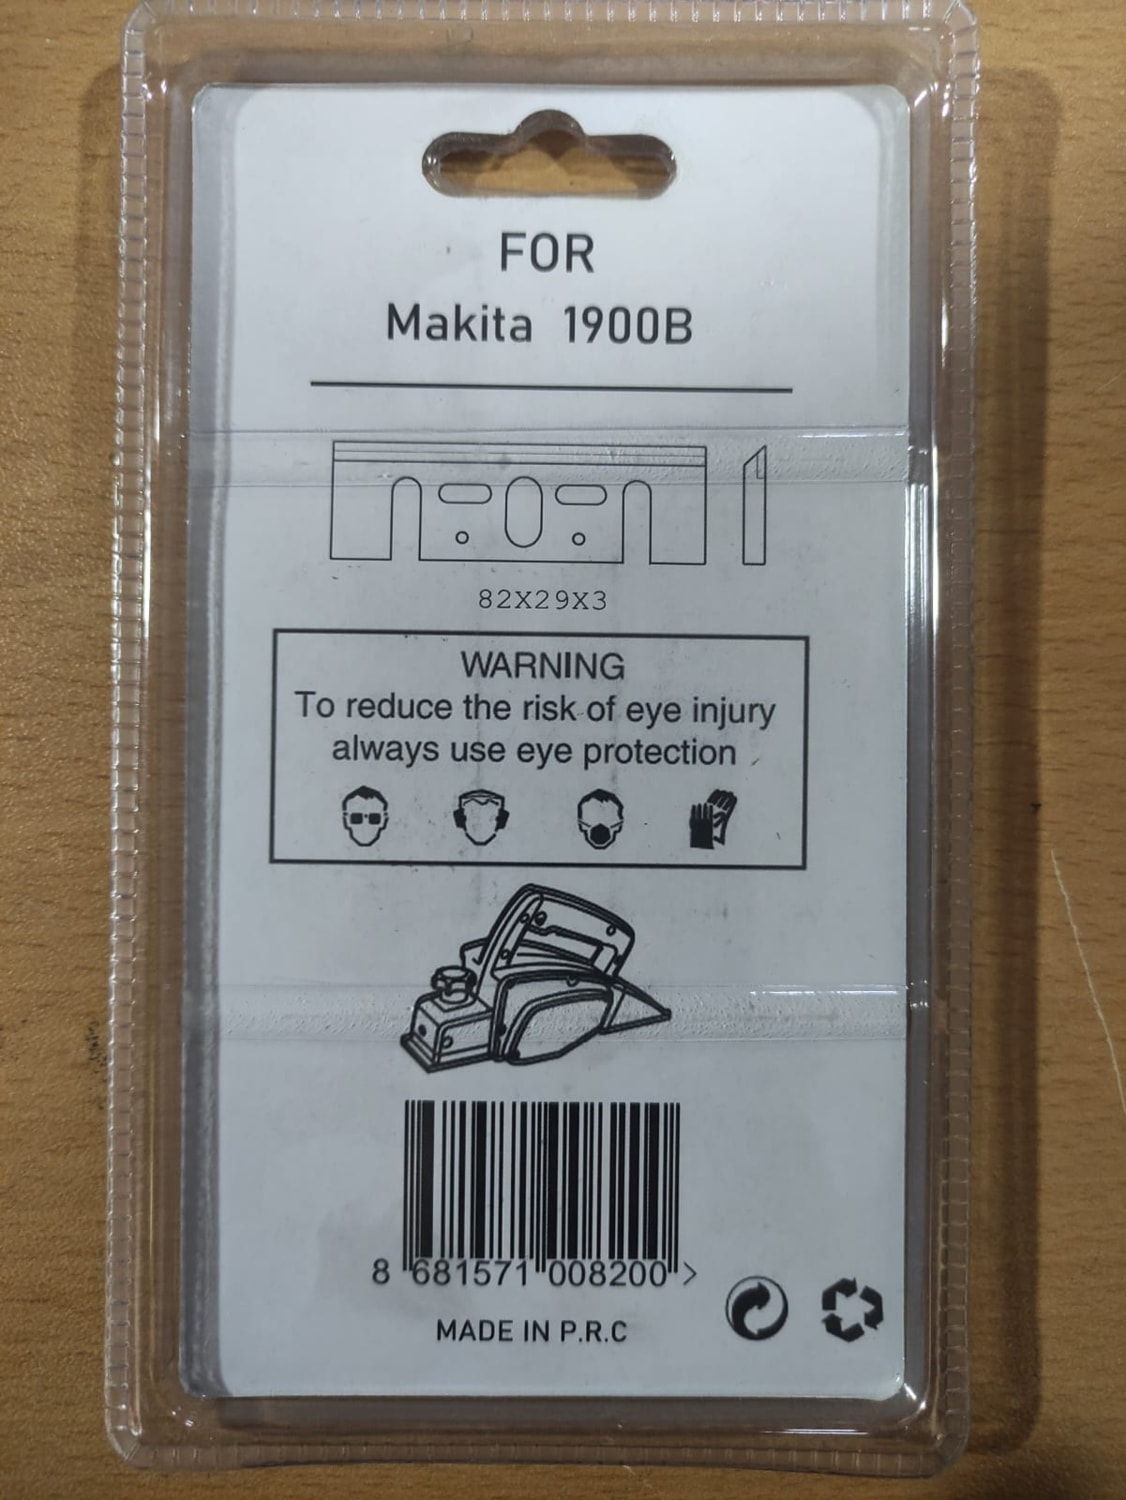 FOR
Makita 1900B
82X29X3
WARNING
To reduce the risk of eye injury
always use eye protection
8 681571 008200 >
MADE IN P.R.C